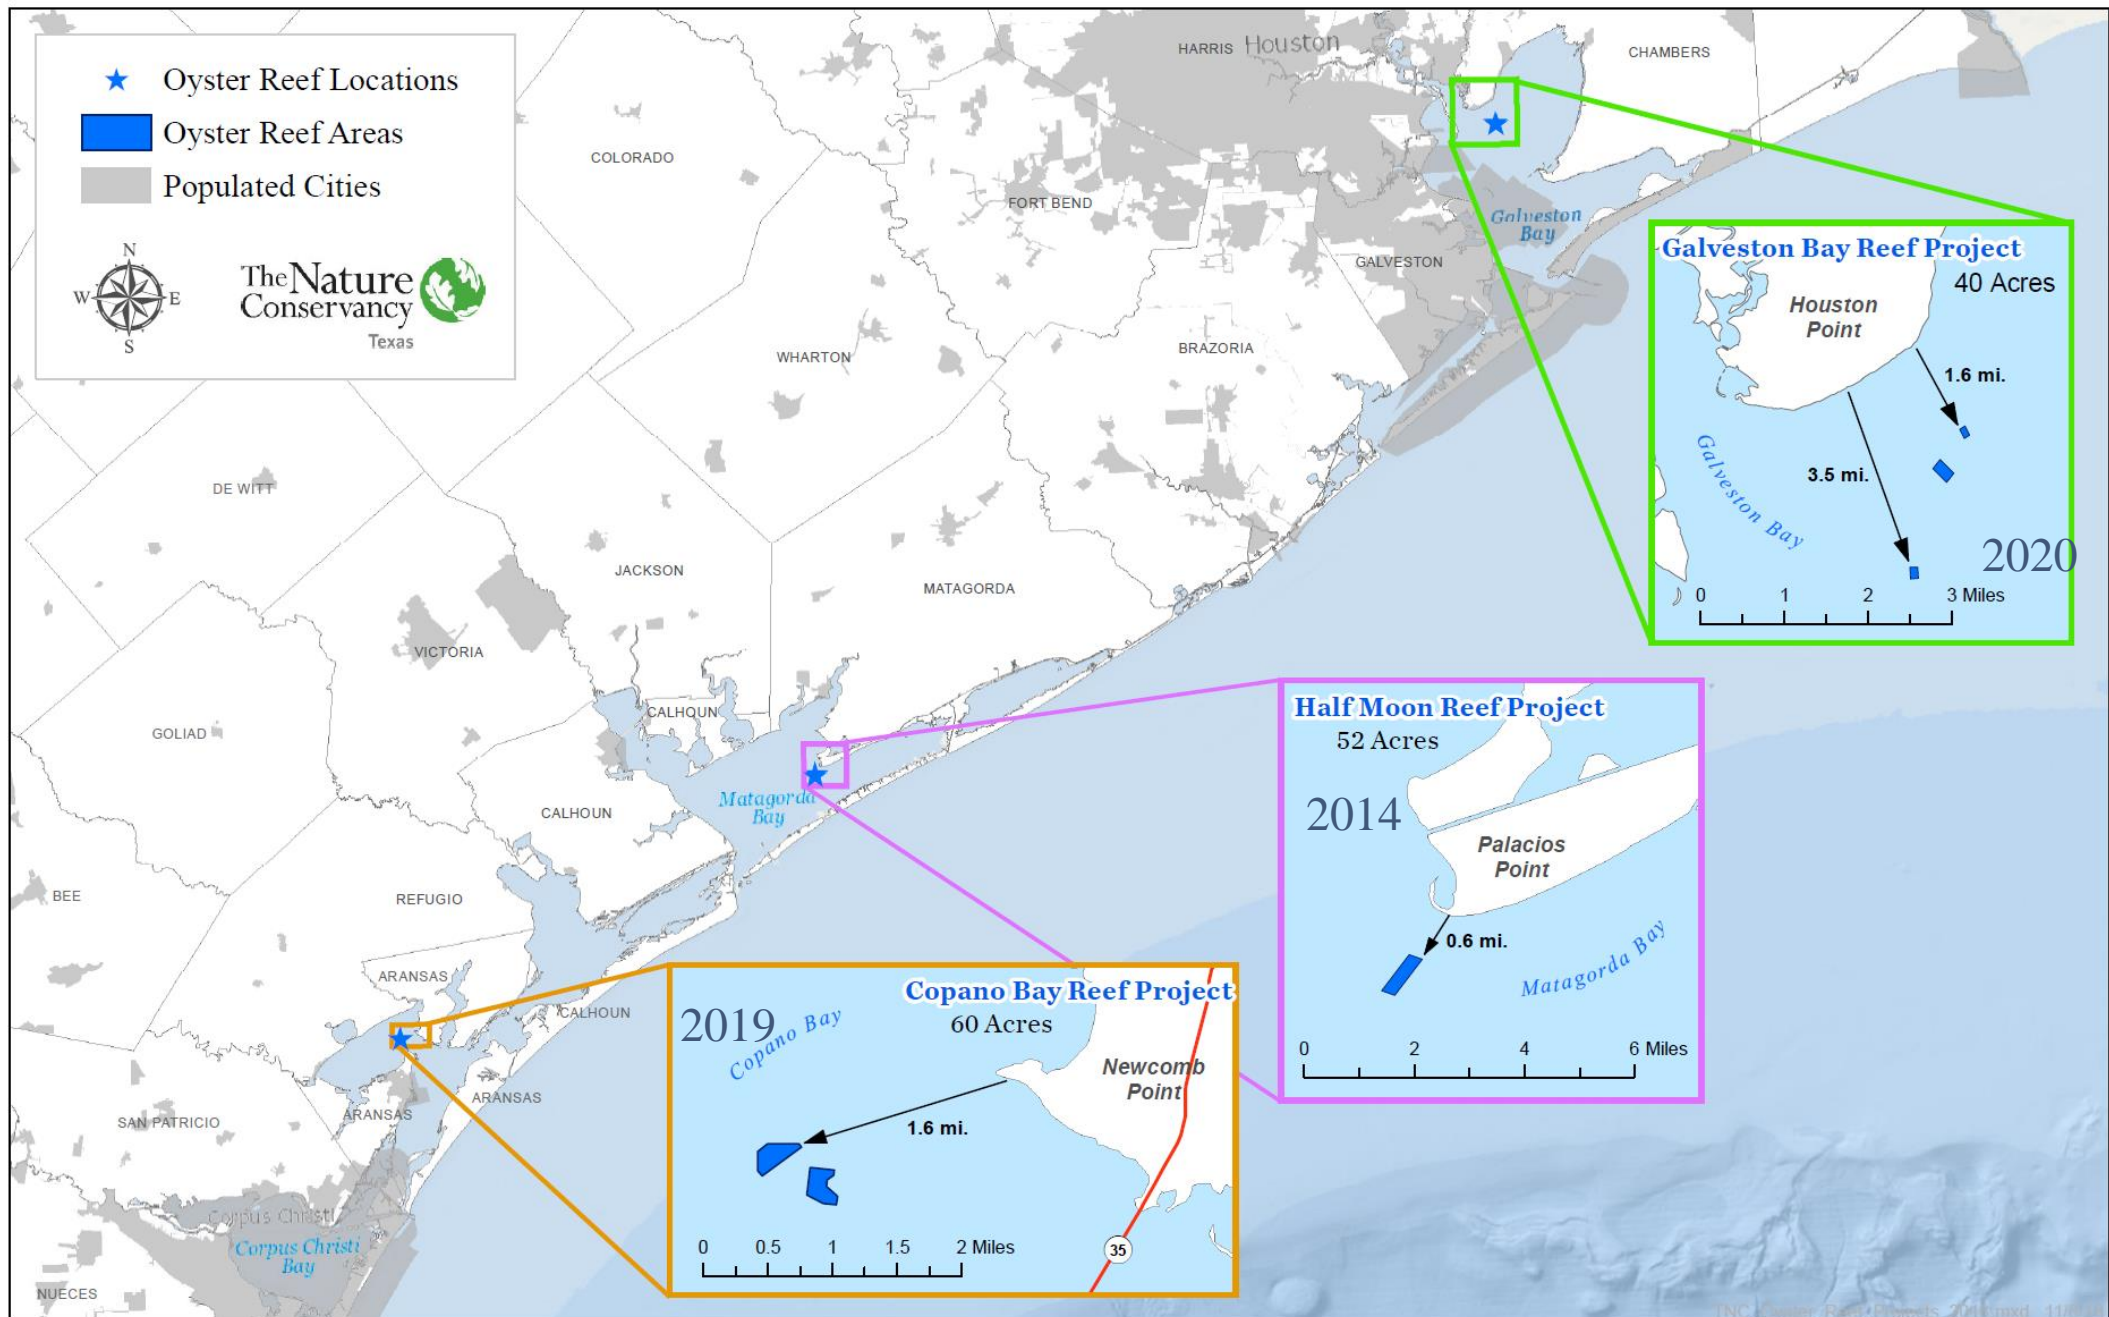 Oyster Reef Locations
Oyster Reef Areas
Populated Cities
N
W
E
S
The Nature
Conservancy
Texas
HARRIS
Houston
CHAMBERS
COLORADO
FORT BEND
Galveston
Bay
GALVESTON
WHARTON
BRAZORIA
DE WITT
JACKSON
MATAGORDA
VICTORIA
CALHOUN
GOLIAD
Matagorda
Bay
CALHOUN
BEE
REFUGIO
ARANSAS
CALHOUN
ARANSAS
ARANSAS
SAN PATRICIO
Corpus Christi
Corpus Christi
Bay
NUECES
Galveston Bay Reef Project
40 Acres
Houston
Point
1.6 mi.
3.5 mi.
Galveston Bay
2020
0 1 2 3 Miles
Half Moon Reef Project
52 Acres
2014
Palacios
Point
0.6 mi.
Matagorda Bay
0 2 4 6 Miles
Copano Bay Reef Project
60 Acres
2019
Copano Bay
Newcomb
Point
1.6 mi.
35
0 0.5 1 1.5 2 Miles